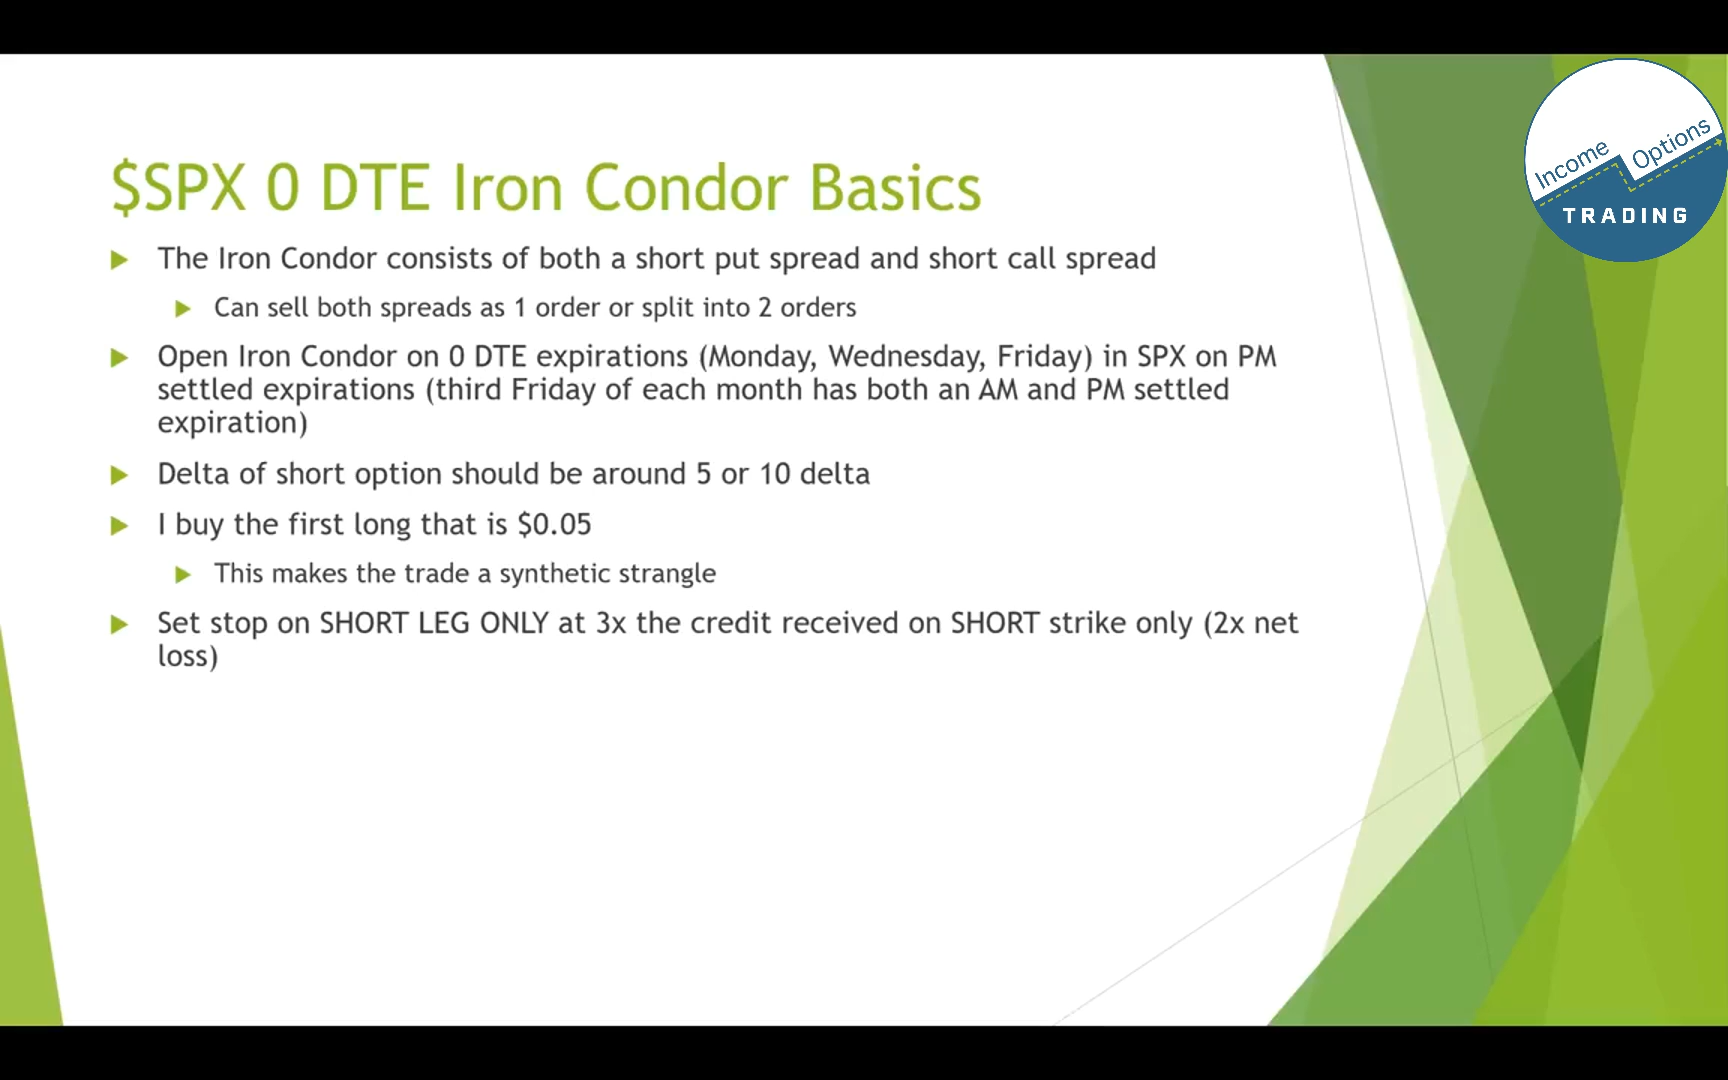 Income Options
TRADING
$SPX 0 DTE Iron Condor Basics
The Iron Condor consists of both a short put spread and short call spread
Can sell both spreads as 1 order or split into 2 orders
Open Iron Condor on 0 DTE expirations (Monday, Wednesday, Friday) in SPX on PM
settled expirations (third Friday of each month has both an AM and PM settled
expiration)
Delta of short option should be around 5 or 10 delta
I buy the first long that is $0.05
This makes the trade a synthetic strangle
Set stop on SHORT LEG ONLY at 3x the credit received on SHORT strike only (2x net
loss)